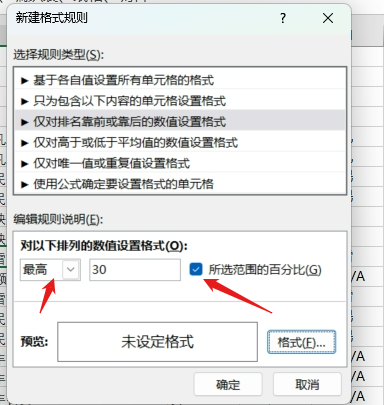 新建格式规则
?
选择规则类型(S):
► 基于各自值设置所有单元格的格式
► 只为包含以下内容的单元格设置格式
► 仅对排名靠前或靠后的数值设置格式
► 仅对高于或低于平均值的数值设置格式
► 仅对唯一值或重复值设置格式
► 使用公式确定要设置格式的单元格
编辑规则说明(E):
对以下排列的数值设置格式(O):
最高 30 所选范围的百分比(G)
预览: 未设定格式 格式(F)...
确定 取消
/A
/A
/A
/A